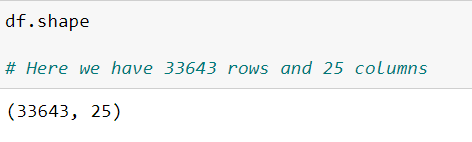 df.shape
# Here we have 33643 rows and 25 columns
(33643, 25)